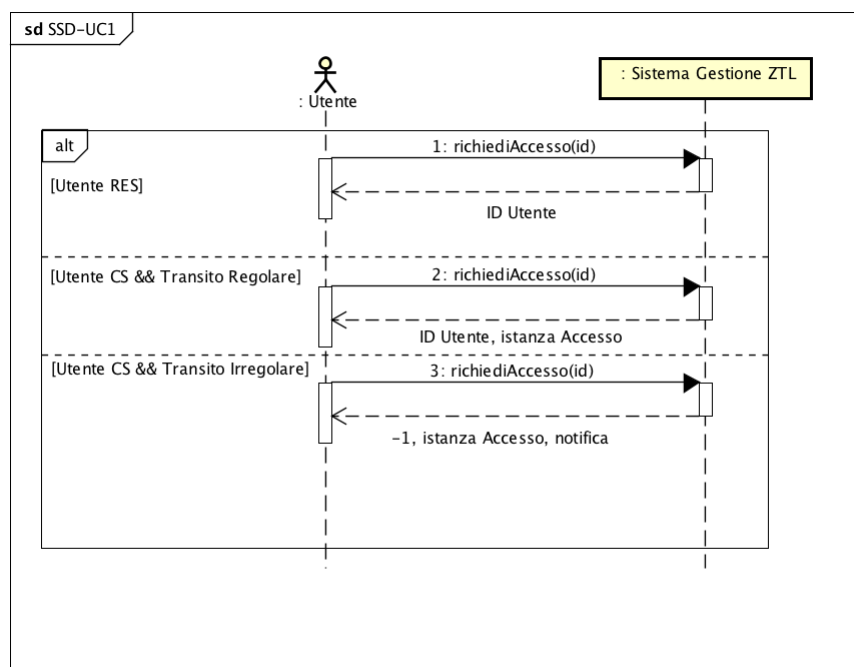 sd SSD-UC1
: Utente
: Sistema Gestione ZTL
alt
1: richiediAccesso(id)
[Utente RES]
ID Utente
[Utente CS && Transito Regolare]
2: richiediAccesso(id)
ID Utente, istanza Accesso
[Utente CS && Transito Irregolare]
3: richiediAccesso(id)
-1, istanza Accesso, notifica